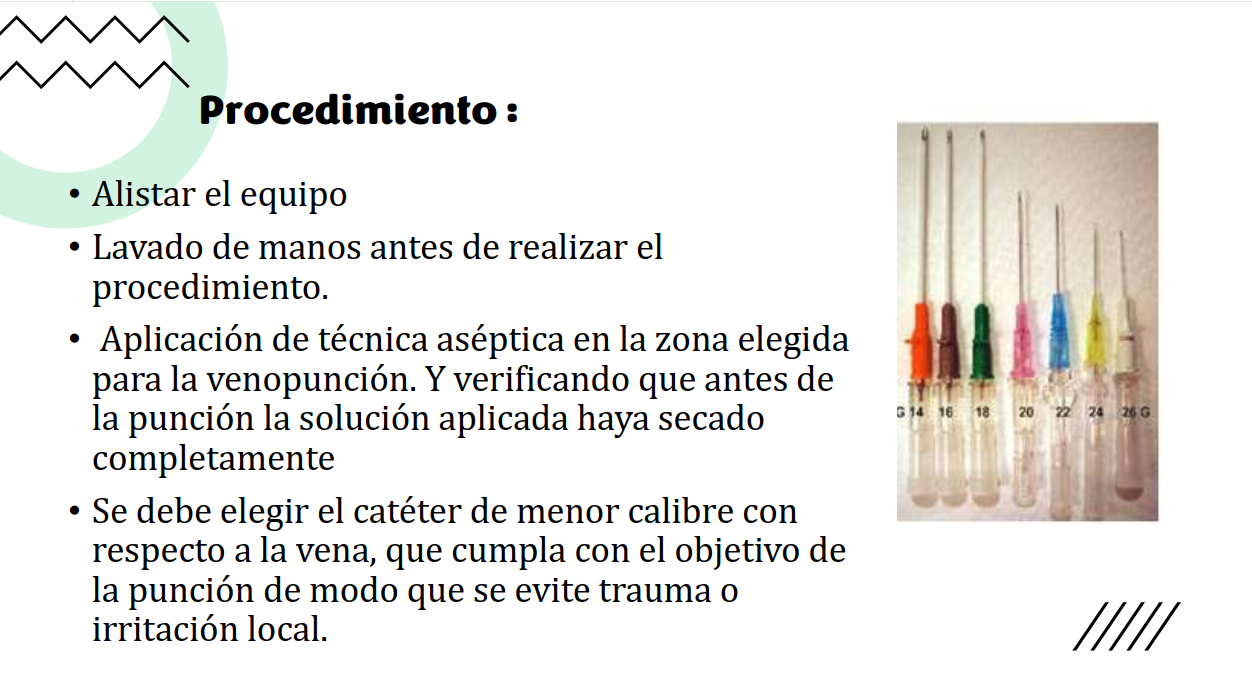 Procedimiento :
• Alistar el equipo
• Lavado de manos antes de realizar el
procedimiento.
• Aplicación de técnica aséptica en la zona elegida
para la venopunción. Y verificando que antes de
la punción la solución aplicada haya secado
completamente
• Se debe elegir el catéter de menor calibre con
respecto a la vena, que cumpla con el objetivo de
la punción de modo que se evite trauma o
irritación local.
G 14 16 18 20 22 24 26 G